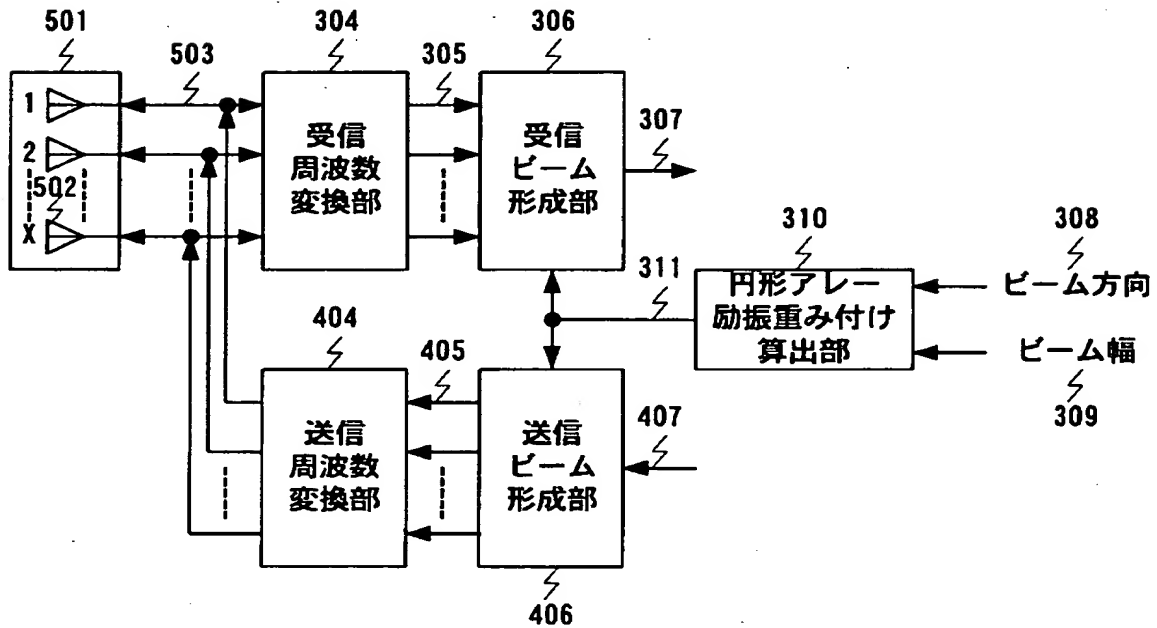 501
503
304
305
306
1
2
502
X
受信
周波数
変換部
受信
ビーム
形成部
307
310
308
311
円形アレー
励振重み付け
算出部
ビーム方向
ビーム幅
309
404
405
407
送信
周波数
変換部
送信
ビーム
形成部
406